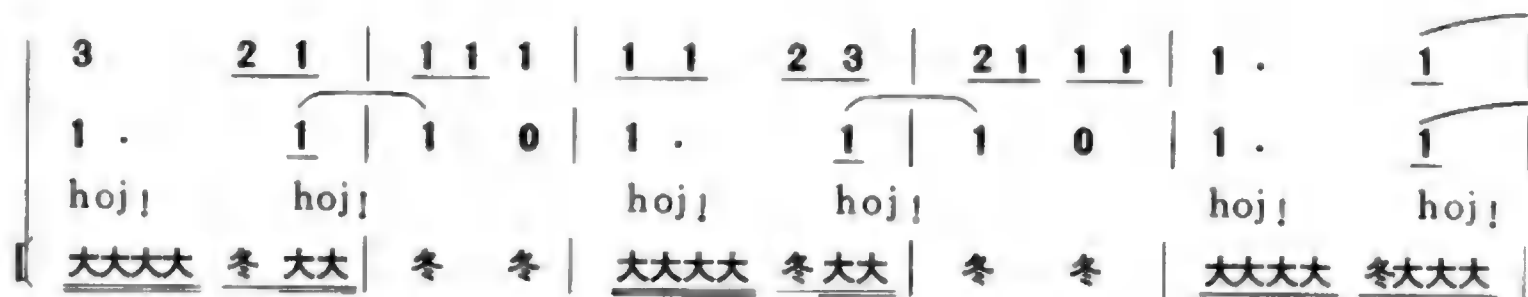 3 2 1 | 1 1 1 | 1 1 2 3 | 2 1 1 1 | 1 . 1
1 . 1 | 1 0 | 1 . 1 | 1 0 | 1 . 1
hoj! hoj! hoj! hoj! hoj! hoj!
大大大大 冬 大大 | 冬 冬 | 大大大大 冬大大 | 冬 冬 | 大大大大 冬大大大